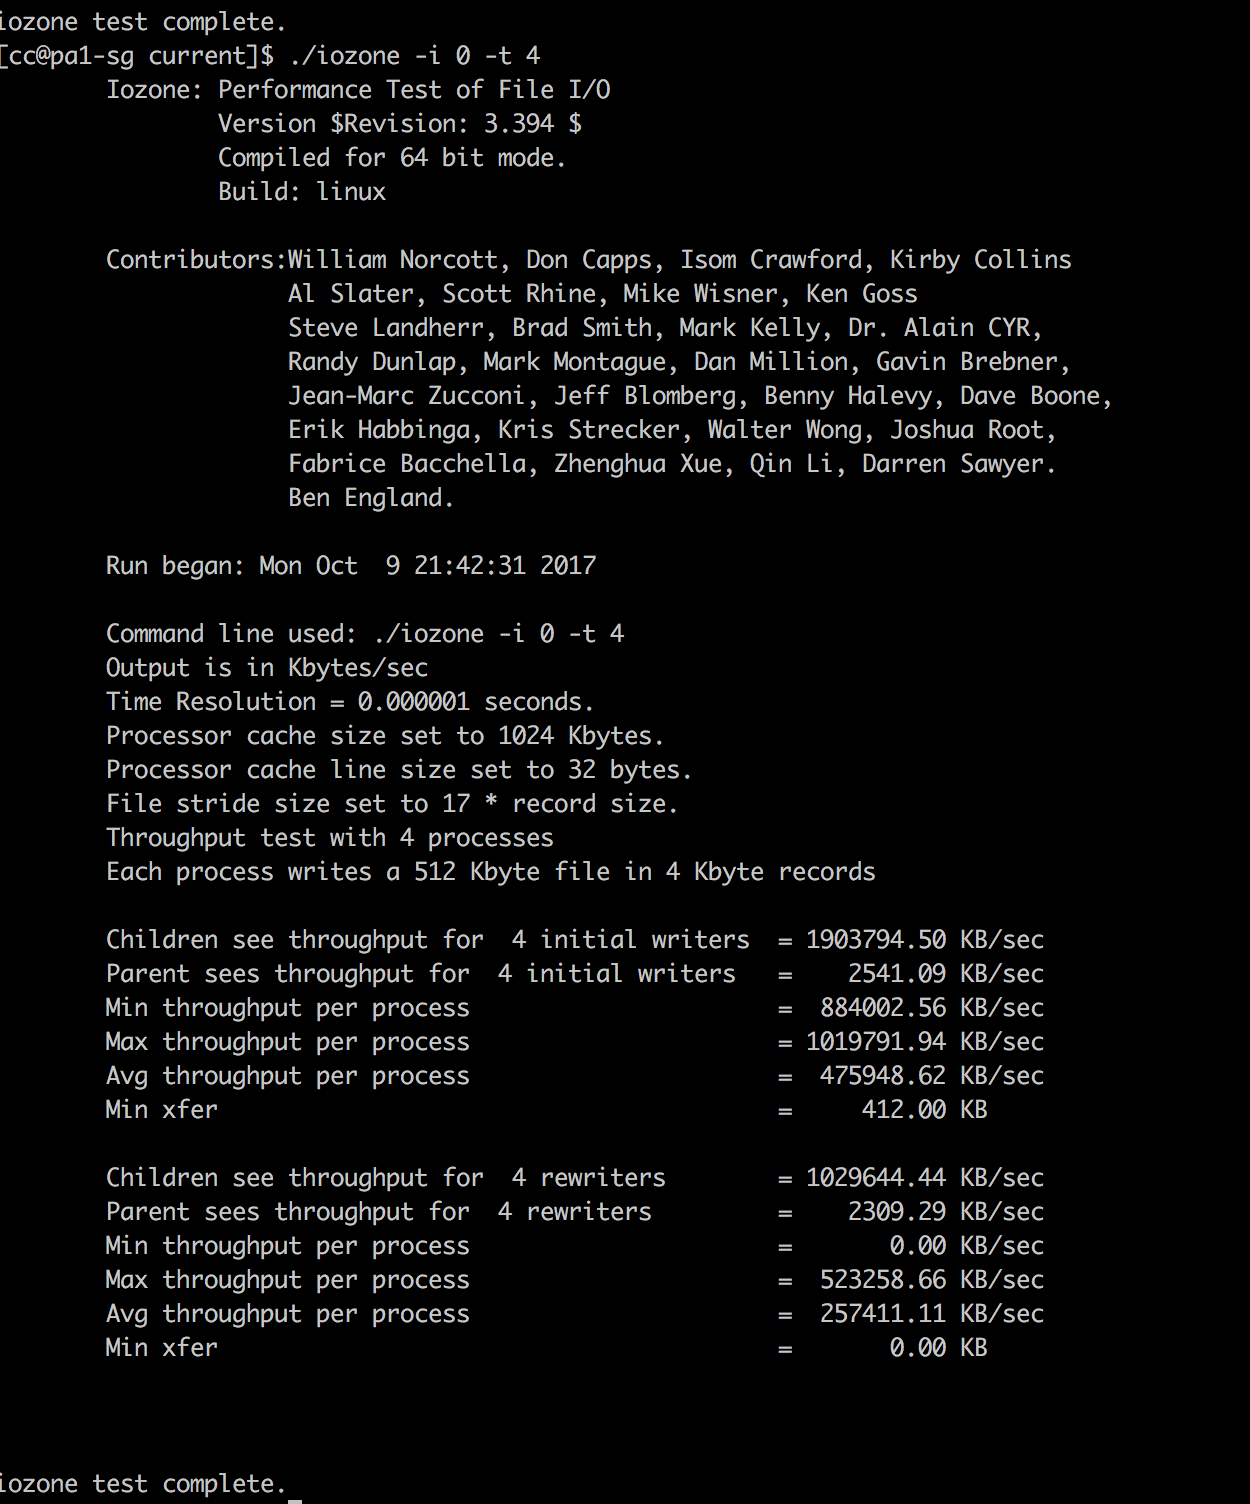 iozone test complete.
[cc@pa1-sg current]$ ./iozone -i 0 -t 4
Iozone: Performance Test of File I/O
Version $Revision: 3.394 $
Compiled for 64 bit mode.
Build: linux
Contributors:William Norcott, Don Capps, Isom Crawford, Kirby Collins
Al Slater, Scott Rhine, Mike Wisner, Ken Goss
Steve Landherr, Brad Smith, Mark Kelly, Dr. Alain CYR,
Randy Dunlap, Mark Montague, Dan Million, Gavin Brebner,
Jean-Marc Zucconi, Jeff Blomberg, Benny Halevy, Dave Boone,
Erik Habbinga, Kris Strecker, Walter Wong, Joshua Root,
Fabrice Bacchella, Zhenghua Xue, Qin Li, Darren Sawyer.
Ben England.
Run began: Mon Oct  9 21:42:31 2017
Command line used: ./iozone -i 0 -t 4
Output is in Kbytes/sec
Time Resolution = 0.000001 seconds.
Processor cache size set to 1024 Kbytes.
Processor cache line size set to 32 bytes.
File stride size set to 17 * record size.
Throughput test with 4 processes
Each process writes a 512 Kbyte file in 4 Kbyte records
Children see throughput for  4 initial writers  = 1903794.50 KB/sec
Parent sees throughput for  4 initial writers   =    2541.09 KB/sec
Min throughput per process                      =  884002.56 KB/sec
Max throughput per process                      = 1019791.94 KB/sec
Avg throughput per process                      =  475948.62 KB/sec
Min xfer                                        =     412.00 KB
Children see throughput for  4 rewriters        = 1029644.44 KB/sec
Parent sees throughput for  4 rewriters         =    2309.29 KB/sec
Min throughput per process                      =       0.00 KB/sec
Max throughput per process                      =  523258.66 KB/sec
Avg throughput per process                      =  257411.11 KB/sec
Min xfer                                        =       0.00 KB
iozone test complete.